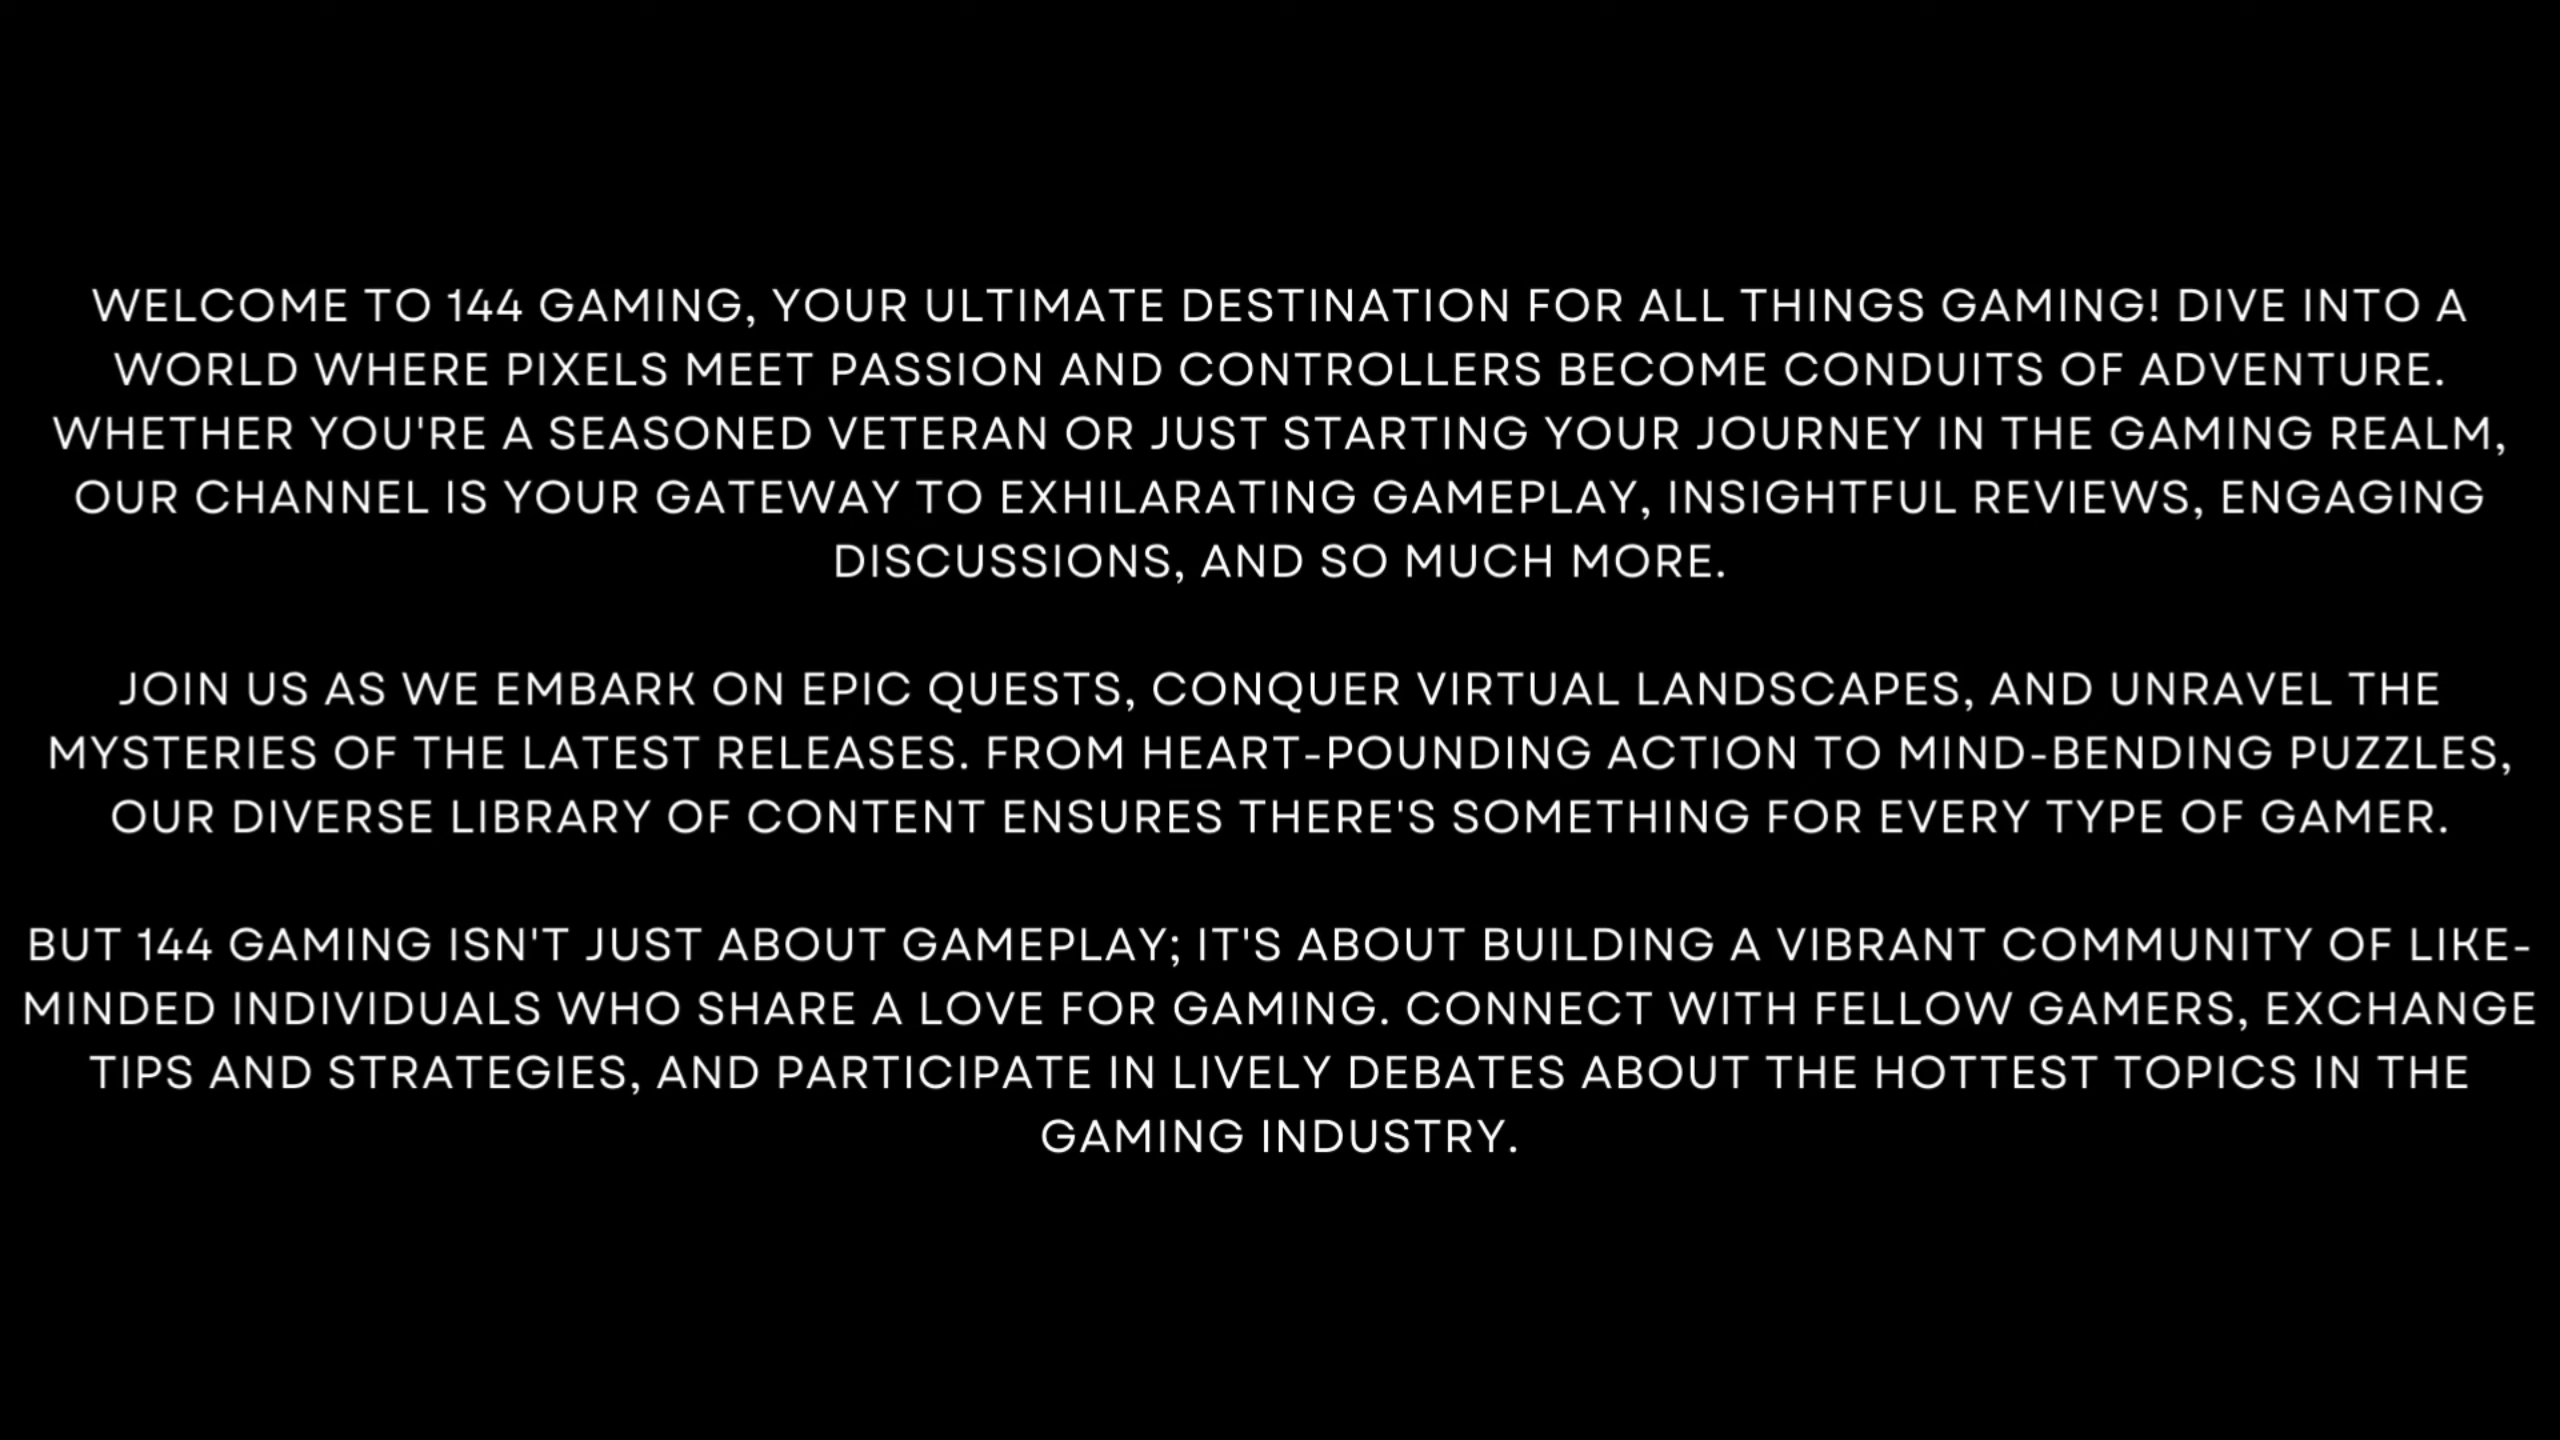 WELCOME TO 144 GAMING, YOUR ULTIMATE DESTINATION FOR ALL THINGS GAMING! DIVE INTO A
WORLD WHERE PIXELS MEET PASSION AND CONTROLLERS BECOME CONDUITS OF ADVENTURE.
WHETHER YOU'RE A SEASONED VETERAN OR JUST STARTING YOUR JOURNEY IN THE GAMING REALM,
OUR CHANNEL IS YOUR GATEWAY TO EXHILARATING GAMEPLAY, INSIGHTFUL REVIEWS, ENGAGING
DISCUSSIONS, AND SO MUCH MORE.
JOIN US AS WE EMBARK ON EPIC QUESTS, CONQUER VIRTUAL LANDSCAPES, AND UNRAVEL THE
MYSTERIES OF THE LATEST RELEASES. FROM HEART-POUNDING ACTION TO MIND-BENDING PUZZLES,
OUR DIVERSE LIBRARY OF CONTENT ENSURES THERE'S SOMETHING FOR EVERY TYPE OF GAMER.
BUT 144 GAMING ISN'T JUST ABOUT GAMEPLAY; IT'S ABOUT BUILDING A VIBRANT COMMUNITY OF LIKE-
MINDED INDIVIDUALS WHO SHARE A LOVE FOR GAMING. CONNECT WITH FELLOW GAMERS, EXCHANGE
TIPS AND STRATEGIES, AND PARTICIPATE IN LIVELY DEBATES ABOUT THE HOTTEST TOPICS IN THE
GAMING INDUSTRY.